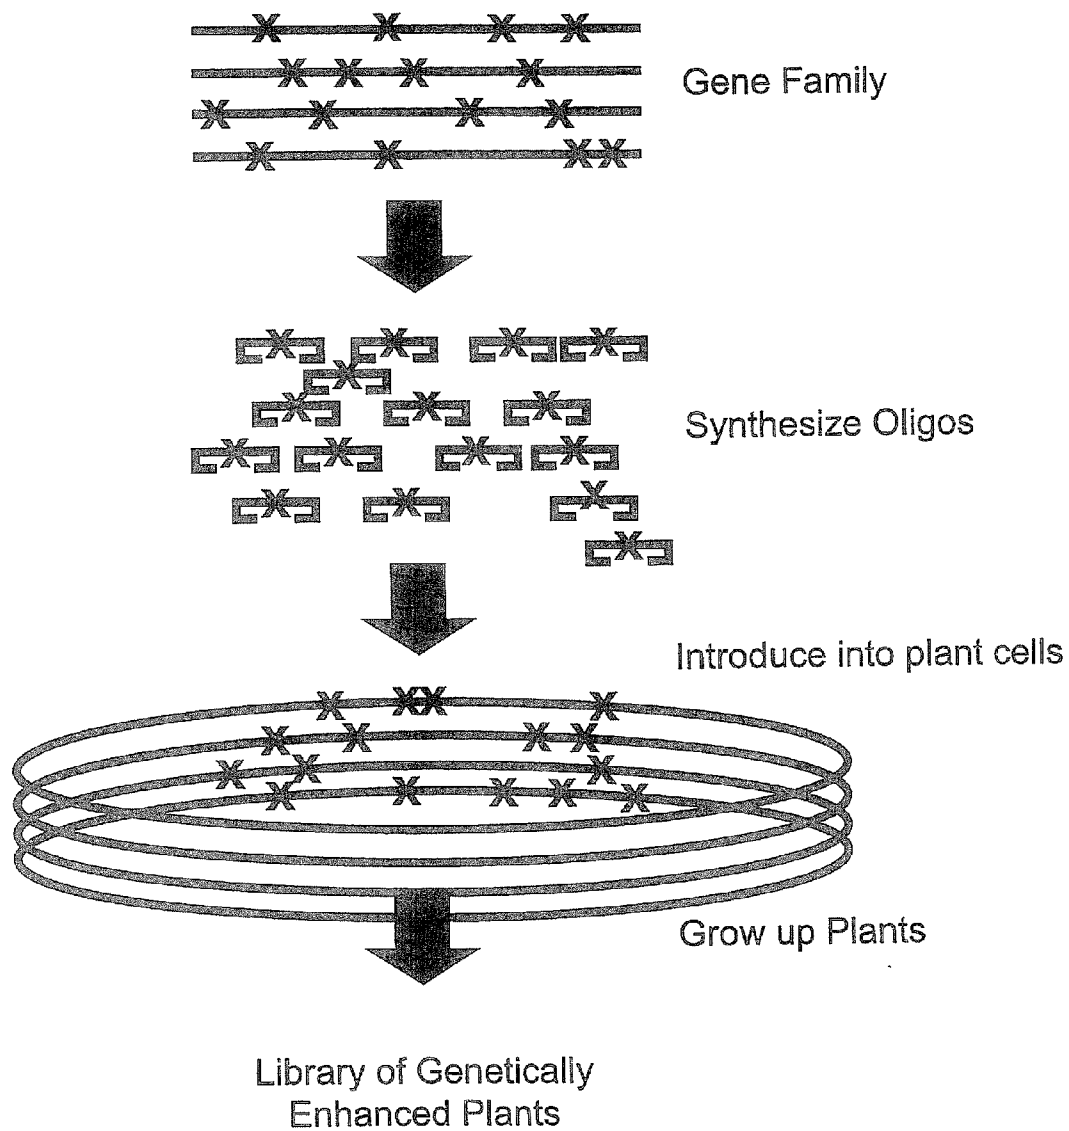 Gene Family
Synthesize Oligos
Introduce into plant cells
Grow up Plants
Library of Genetically
Enhanced Plants